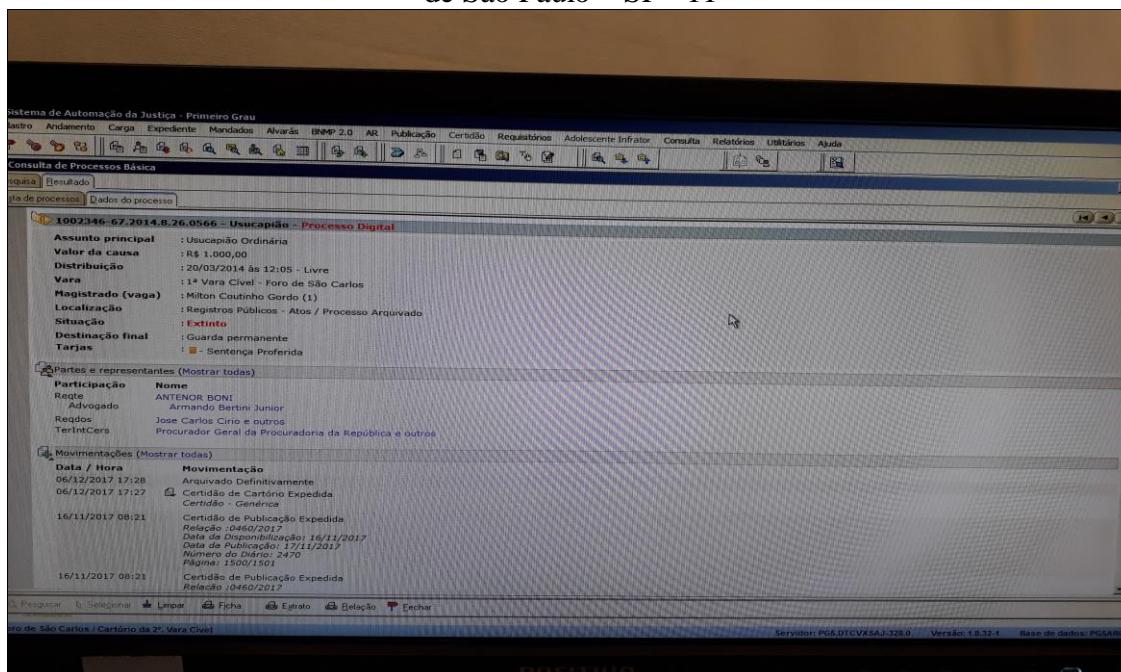 de São Paulo – SP – 11
Sistema de Automação da Justiça - Primeiro Grau
Andamento Carga Expediente Mandados Alvarás BNMP 2.0 AR Publicação Certidão Requisitórios Adolescente Infrator Consulta Relatórios Utilitários Ajuda
Consulta de Processos Básica
Resultado
de processos Dados do processo
1002346-67.2014.8.26.0566 - Usucapião - Processo Digital
Assunto principal : Usucapião Ordinária
Valor da causa : R$ 1.000,00
Distribuição : 20/03/2014 às 12:05 - Livre
Vara : 1ª Vara Cível - Foro de São Carlos
Magistrado (vaga) : Milton Coutinho Gordo (1)
Localização : Registros Públicos - Atos / Processo Arquivado
Situação : Extinto
Destinação final : Guarda permanente
Tarjas : - Sentença Proferida
Partes e representantes (Mostrar todas)
Participação Nome
Reqte ANTENOR BONI
Advogado Armando Bertini Junior
Reqdos Jose Carlos Cirio e outros
TerIntCers Procurador Geral da Procuradoria da República e outros
Movimentações (Mostrar todas)
Data / Hora Movimentação
06/12/2017 17:28 Arquivado Definitivamente
06/12/2017 17:27 Certidão de Cartório Expedida
Certidão - Genérica
16/11/2017 08:21 Certidão de Publicação Expedida
Relação :0460/2017
Data da Disponibilização: 16/11/2017
Data da Publicação: 17/11/2017
Número do Diário: 2470
Página: 1500/1501
16/11/2017 08:21 Certidão de Publicação Expedida
Relação :0460/2017
Pesquisar Selecionar Limpar Ficha Extrato Relação Fechar
de São Carlos / Cartório da 2ª. Vara Cível Versão: 1.8.32-1 Base de dados:
POSITIVO